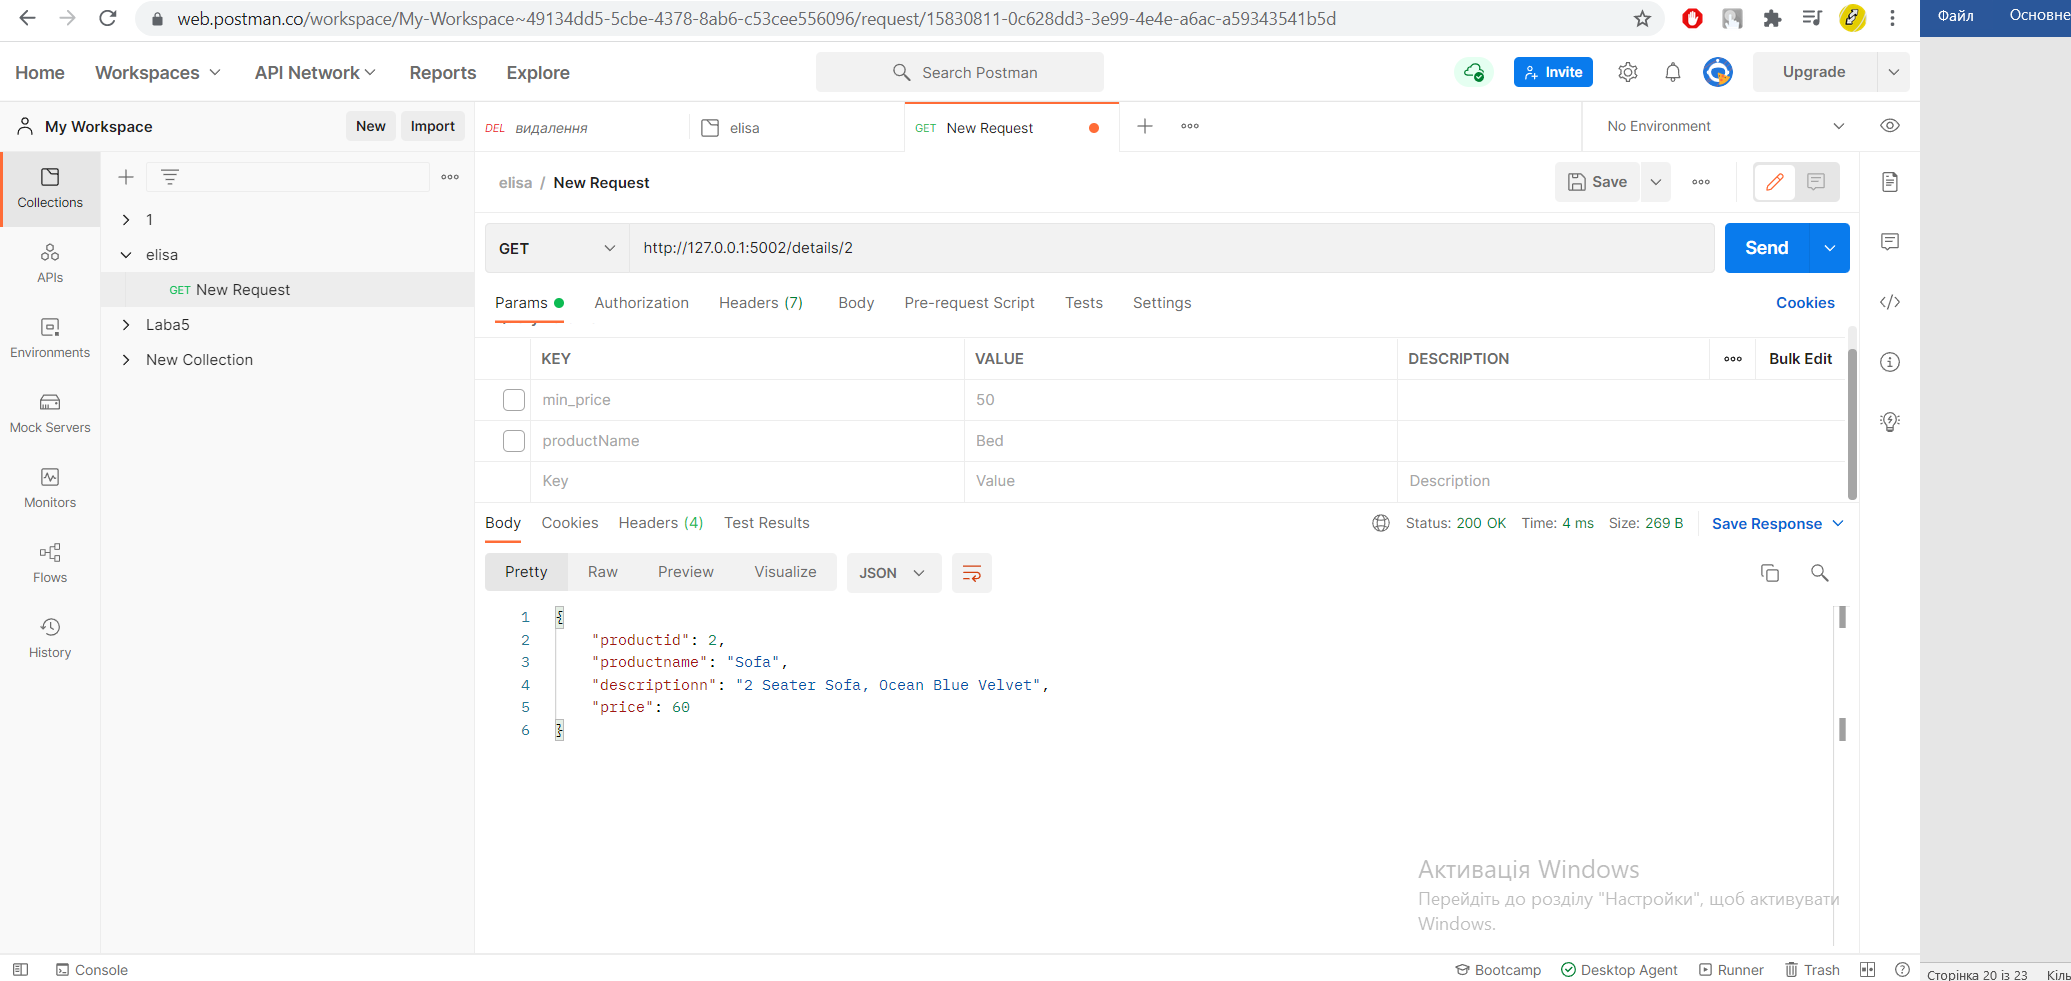 web.postman.co/workspace/My-Workspace~49134dd5-5cbe-4378-8ab6-c53cee556096/request/15830811-0c628dd3-3e99-4e4e-a6ac-a59343541b5d
Файл Основне
Home Workspaces API Network Reports Explore Search Postman Invite Upgrade
My Workspace New Import
DEL видалення elisa GET New Request No Environment
elisa / New Request Save
Collections
1
elisa
GET New Request
Laba5
New Collection
APIs
Environments
Mock Servers
Monitors
Flows
History
GET http://127.0.0.1:5002/details/2 Send
Params Authorization Headers (7) Body Pre-request Script Tests Settings Cookies
KEY VALUE DESCRIPTION Bulk Edit
min_price 50
productName Bed
Key Value Description
Body Cookies Headers (4) Test Results Status: 200 OK Time: 4 ms Size: 269 B Save Response
Pretty Raw Preview Visualize JSON
1 {
2 "productid": 2,
3 "productname": "Sofa",
4 "descriptionn": "2 Seater Sofa, Ocean Blue Velvet",
5 "price": 60
6 }
Активація Windows
Перейдіть до розділу "Настройки", щоб активувати
Windows.
Console Bootcamp Desktop Agent Runner Trash
Сторінка 20 із 23 Кіль